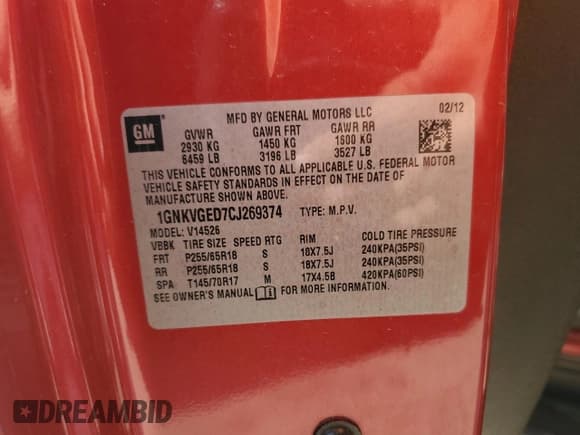 GM
MFD BY GENERAL MOTORS LLC 02/12
GVWR GAWR FRT GAWR RR
2930 KG 1450 KG 1600 KG
6459 LB 3196 LB 3527 LB
THIS VEHICLE CONFORMS TO ALL APPLICABLE U.S. FEDERAL MOTOR
VEHICLE SAFETY STANDARDS IN EFFECT ON THE DATE OF
MANUFACTURE SHOWN ABOVE.
1GNKVGED7CJ269374 TYPE: M.P.V.
MODEL: V14526
VBBK TIRE SIZE SPEED RTG RIM COLD TIRE PRESSURE
FRT P255/65R18 S 18X7.5J 240KPA(35PSI)
RR P255/65R18 S 18X7.5J 240KPA(35PSI)
SPA T145/70R17 M 17X4.5B 420KPA(60PSI)
SEE OWNER'S MANUAL FOR MORE INFORMATION.
DREAMBID